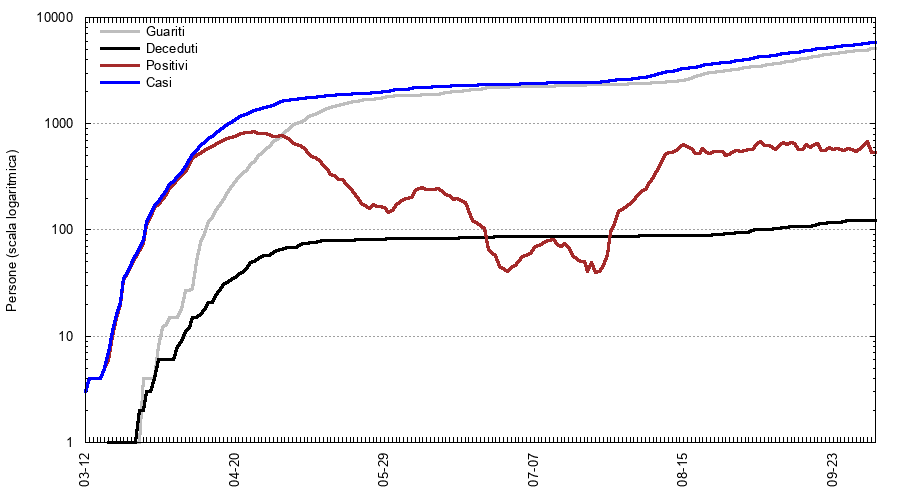 10000
1000
100
10
1
Persone (scala logaritmica)
Guariti
Deceduti
Positivi
Casi
03-12
04-20
05-29
07-07
08-15
09-23